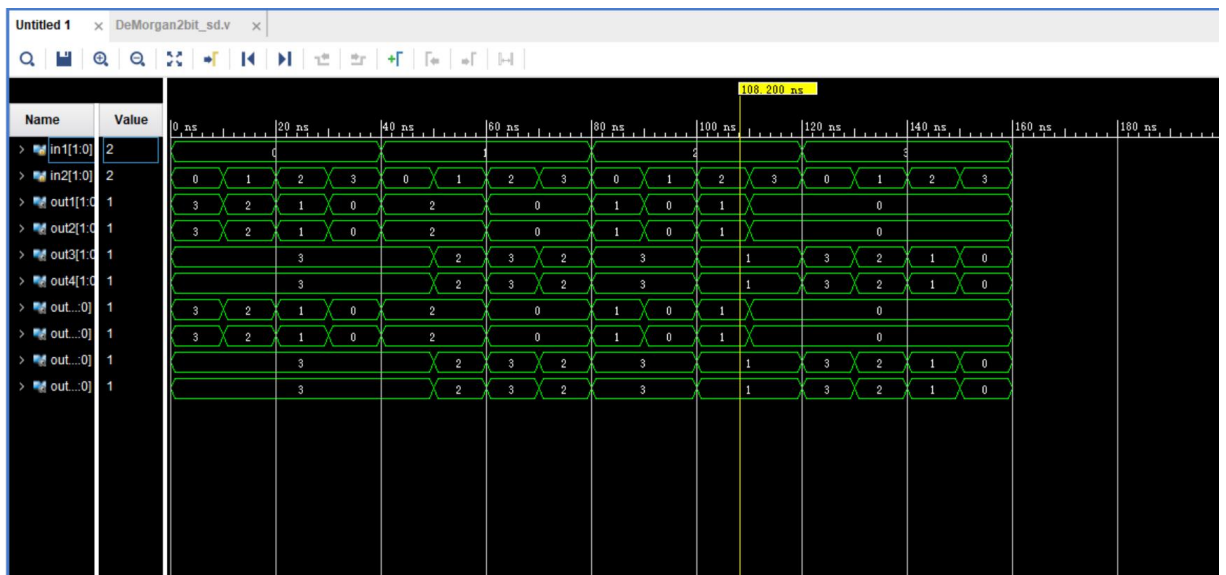 Untitled 1 × DeMorgan2bit_sd.v ×
108.200 ns
Name Value
0 ns 20 ns 40 ns 60 ns 80 ns 100 ns 120 ns 140 ns 160 ns 180 ns
> in1[1:0] 2 0 1 2 3
> in2[1:0] 2 0 1 2 3 0 1 2 3 0 1 2 3 0 1 2 3
> out1[1:0 1 3 2 1 0 2 0 1 0 1 0
> out2[1:0 1 3 2 1 0 2 0 1 0 1 0
> out3[1:0 1 3 2 3 2 3 1 3 2 1 0
> out4[1:0 1 3 2 3 2 3 1 3 2 1 0
> out...:0] 1 3 2 1 0 2 0 1 0 1 0
> out...:0] 1 3 2 1 0 2 0 1 0 1 0
> out...:0] 1 3 2 3 2 3 1 3 2 1 0
> out...:0] 1 3 2 3 2 3 1 3 2 1 0